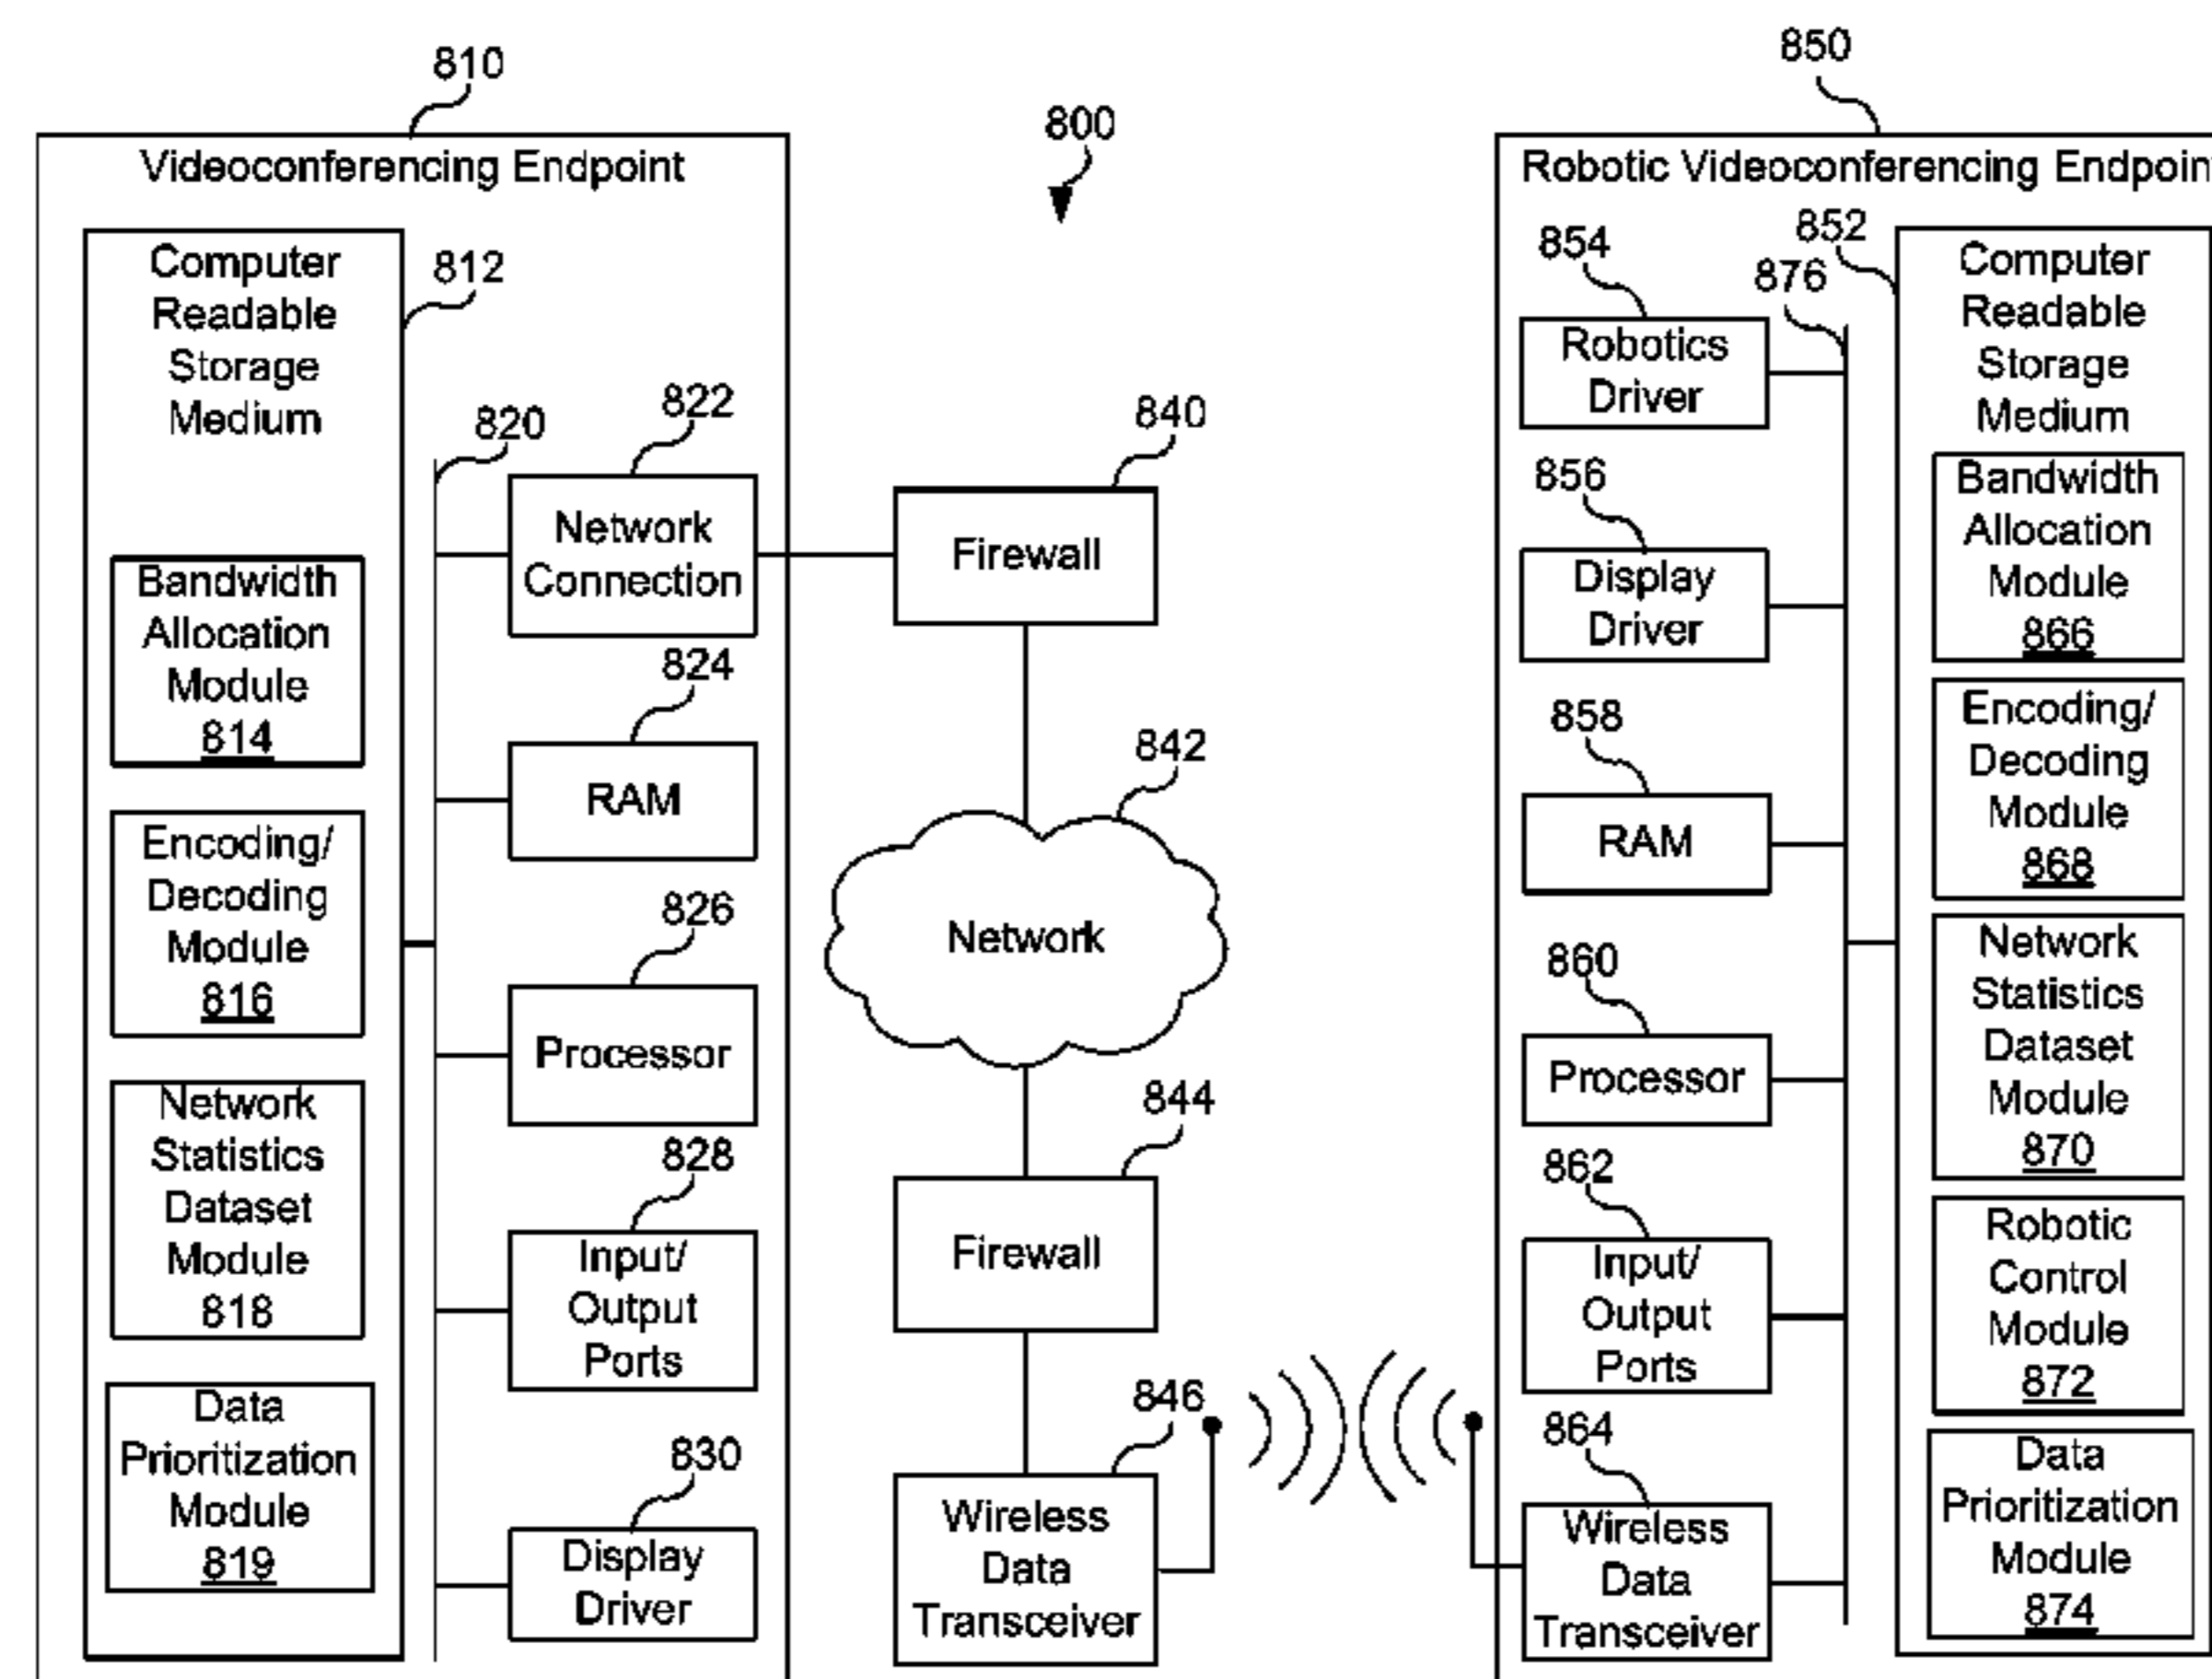 810
850
800
Videoconferencing Endpoint
Robotic Videoconferencing Endpoin
Computer
Readable
Storage
Medium
812
Bandwidth
Allocation
Module
814
Encoding/
Decoding
Module
816
Network
Statistics
Dataset
Module
818
Data
Prioritization
Module
819
820
822
Network
Connection
824
RAM
826
Processor
828
Input/
Output
Ports
830
Display
Driver
840
Firewall
842
Network
844
Firewall
846
Wireless
Data
Transceiver
854
Robotics
Driver
856
Display
Driver
858
RAM
860
Processor
862
Input/
Output
Ports
864
Wireless
Data
Transceiver
876
852
Computer
Readable
Storage
Medium
Bandwidth
Allocation
Module
866
Encoding/
Decoding
Module
868
Network
Statistics
Dataset
Module
870
Robotic
Control
Module
872
Data
Prioritization
Module
874